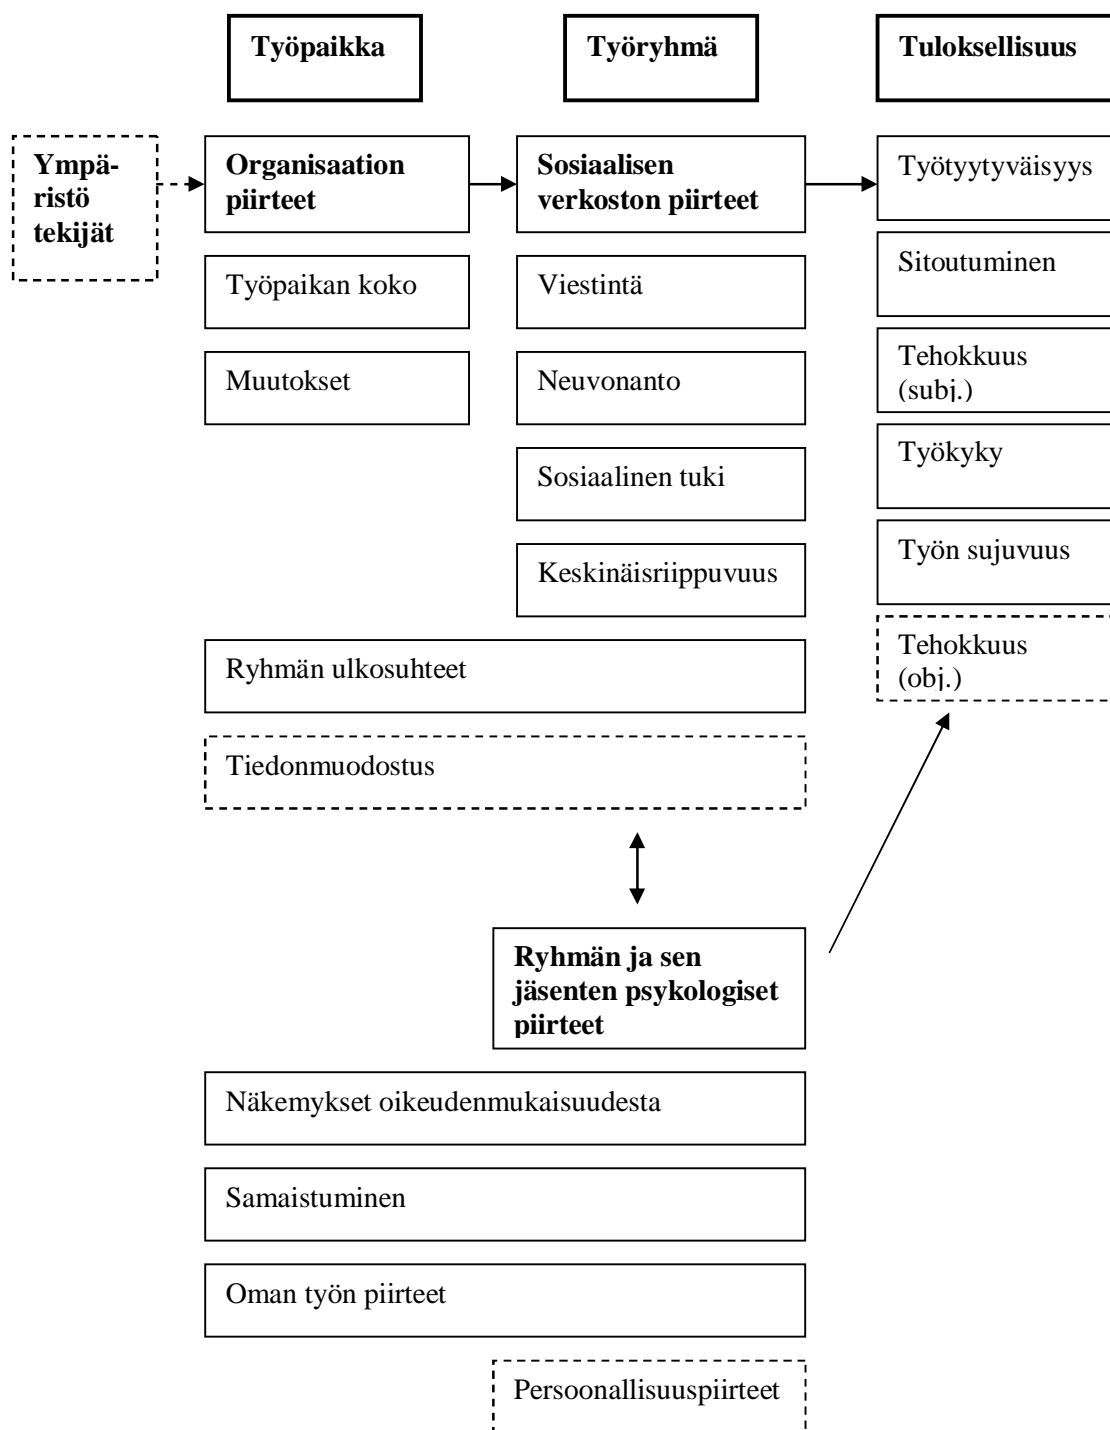 Työpaikka
Työryhmä
Tuloksellisuus
Ympä-
ristö
tekijät
Organisaation
piirteet
Sosiaalisen
verkoston piirteet
Työtyytyväisyys
Työpaikan koko
Viestintä
Sitoutuminen
Muutokset
Neuvonanto
Tehokkuus
(subj.)
Sosiaalinen tuki
Työkyky
Keskinäisriippuvuus
Työn sujuvuus
Ryhmän ulkosuhteet
Tehokkuus
(obj.)
Tiedonmuodostus
Ryhmän ja sen
jäsenten psykologiset
piirteet
Näkemykset oikeudenmukaisuudesta
Samaistuminen
Oman työn piirteet
Persoonallisuuspiirteet